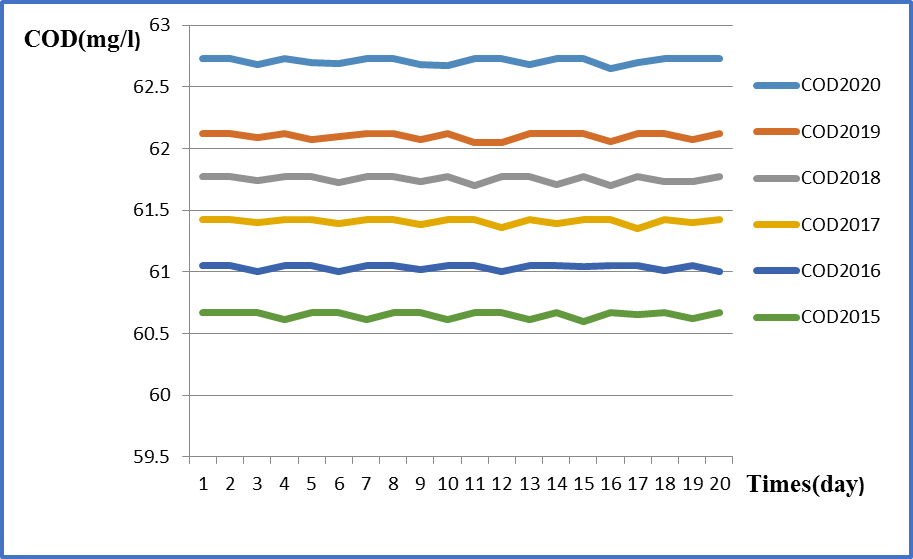 COD(mg/l)
63
62.5
62
61.5
61
60.5
60
59.5
1 2 3 4 5 6 7 8 9 10 11 12 13 14 15 16 17 18 19 20
Times(day)
COD2020
COD2019
COD2018
COD2017
COD2016
COD2015